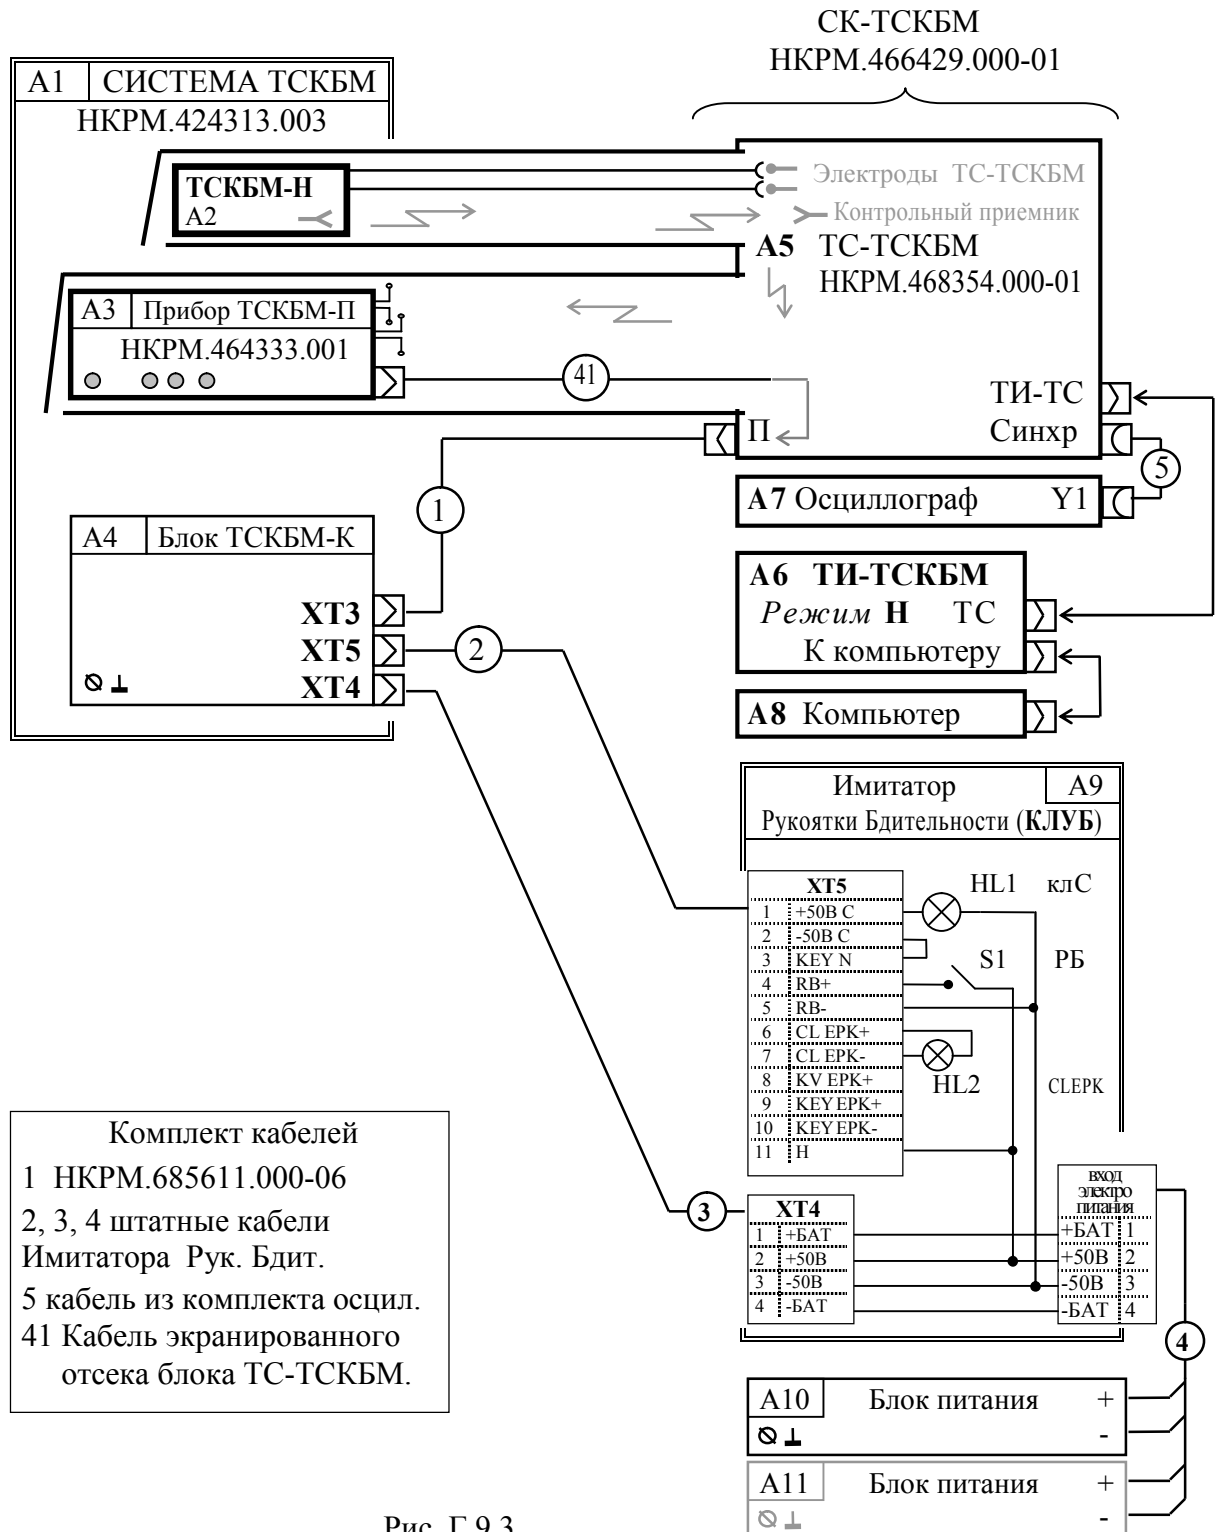 СК-ТСКБМ
НКРМ.466429.000-01
А1 СИСТЕМА ТСКБМ
НКРМ.424313.003
ТСКБМ-Н
А2
Электроды ТС-ТСКБМ
Контрольный приемник
А5 ТС-ТСКБМ
НКРМ.468354.000-01
А3 Прибор ТСКБМ-П
НКРМ.464333.001
41
ТИ-ТС
П
Синхр
5
1
А7 Осциллограф Y1
А4 Блок ТСКБМ-К
ХТ3
ХТ5
ХТ4
2
А6 ТИ-ТСКБМ
Режим Н ТС
К компьютеру
А8 Компьютер
Имитатор А9
Рукоятки Бдительности (КЛУБ)
ХТ5
1 +50В С
2 -50В С
3 KEY N
4 RB+
5 RB-
6 CL EPK+
7 CL EPK-
8 KV EPK+
9 KEY EPK+
10 KEY EPK-
11 Н
HL1 клС
S1 РБ
HL2 CLEPK
Комплект кабелей
1 НКРМ.685611.000-06
2, 3, 4 штатные кабели
Имитатора Рук. Бдит.
5 кабель из комплекта осцил.
41 Кабель экранированного
отсека блока ТС-ТСКБМ.
3
ХТ4
1 +БАТ
2 +50В
3 -50В
4 -БАТ
вход
электро
питания
+БАТ 1
+50В 2
-50В 3
-БАТ 4
4
А10 Блок питания +
-
А11 Блок питания +
-
Рис. Г.9.3